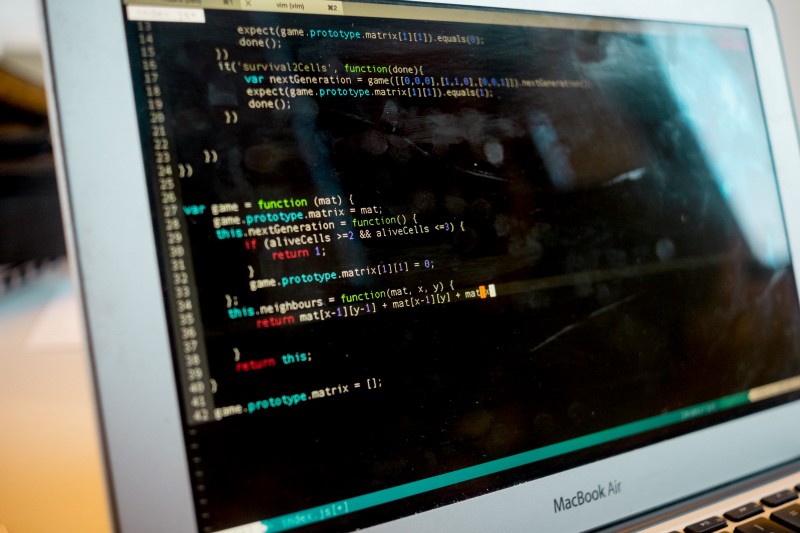 vim (vim) ⌘2
13 expect(game.prototype.matrix[1][1]).equals(0);
14 done();
15 })
16 it('survival2Cells', function(done){
17 var nextGeneration = game([[0,0,0],[1,1,0],[0,0,1]]).nextGeneration();
18 expect(game.prototype.matrix[1][1]).equals(1);
19 done();
20 })
21
22
23 })
24 })
25
26
27 var game = function (mat) {
28 game.prototype.matrix = mat;
29 this.nextGeneration = function() {
30 if (aliveCells >=2 && aliveCells <=3) {
31 return 1;
32 }
33 game.prototype.matrix[1][1] = 0;
34 };
35 this.neighbours = function(mat, x, y) {
36 return mat[x-1][y-1] + mat[x-1][y] + mat[x
37
38 }
39 return this;
40 }
41
42 game.prototype.matrix = [];
index.js[+]
MacBook Air